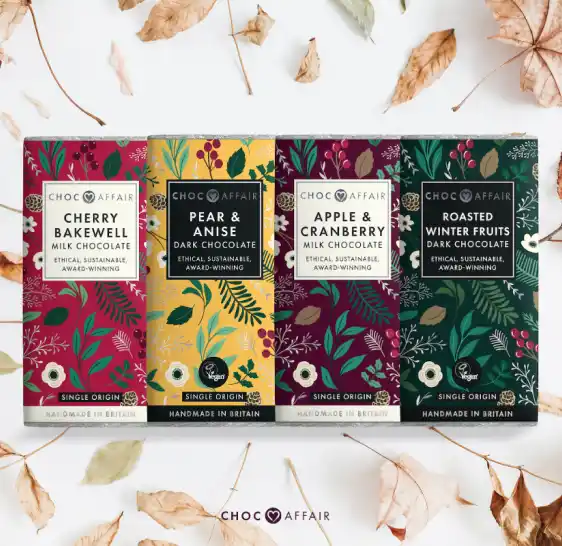 CHOC AFFAIR
CHERRY
BAKEWELL
MILK CHOCOLATE
ETHICAL, SUSTAINABLE,
AWARD-WINNING
SINGLE ORIGIN
HANDMADE IN BRITAIN
CHOC AFFAIR
PEAR &
ANISE
DARK CHOCOLATE
ETHICAL, SUSTAINABLE,
AWARD-WINNING
Vegan
SINGLE ORIGIN
HANDMADE IN BRITAIN
CHOC AFFAIR
APPLE &
CRANBERRY
MILK CHOCOLATE
ETHICAL, SUSTAINABLE,
AWARD-WINNING
SINGLE ORIGIN
HANDMADE IN BRITAIN
CHOC AFFAIR
ROASTED
WINTER FRUITS
DARK CHOCOLATE
ETHICAL, SUSTAINABLE,
AWARD-WINNING
Vegan
SINGLE ORIGIN
HANDMADE IN BRITAIN
CHOC AFFAIR